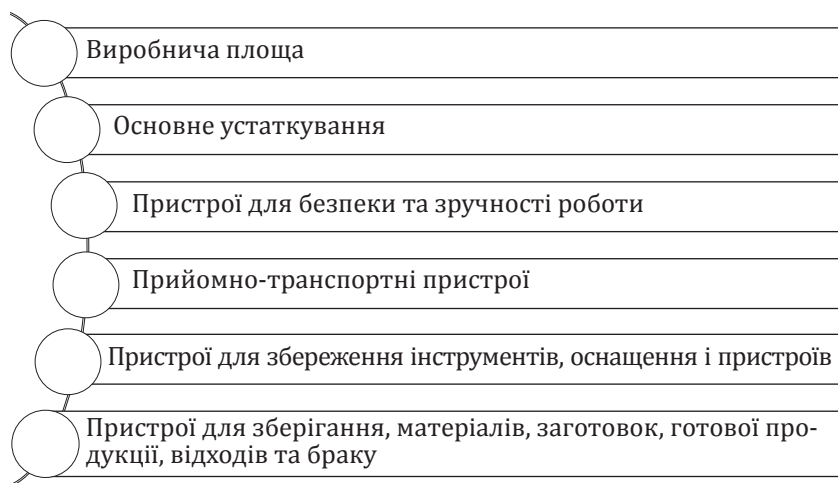 Виробнича площа
Основне устаткування
Пристрої для безпеки та зручності роботи
Прийомно-транспортні пристрої
Пристрої для збереження інструментів, оснащення і пристроїв
Пристрої для зберігання, матеріалів, заготовок, готової про-
дукції, відходів та браку